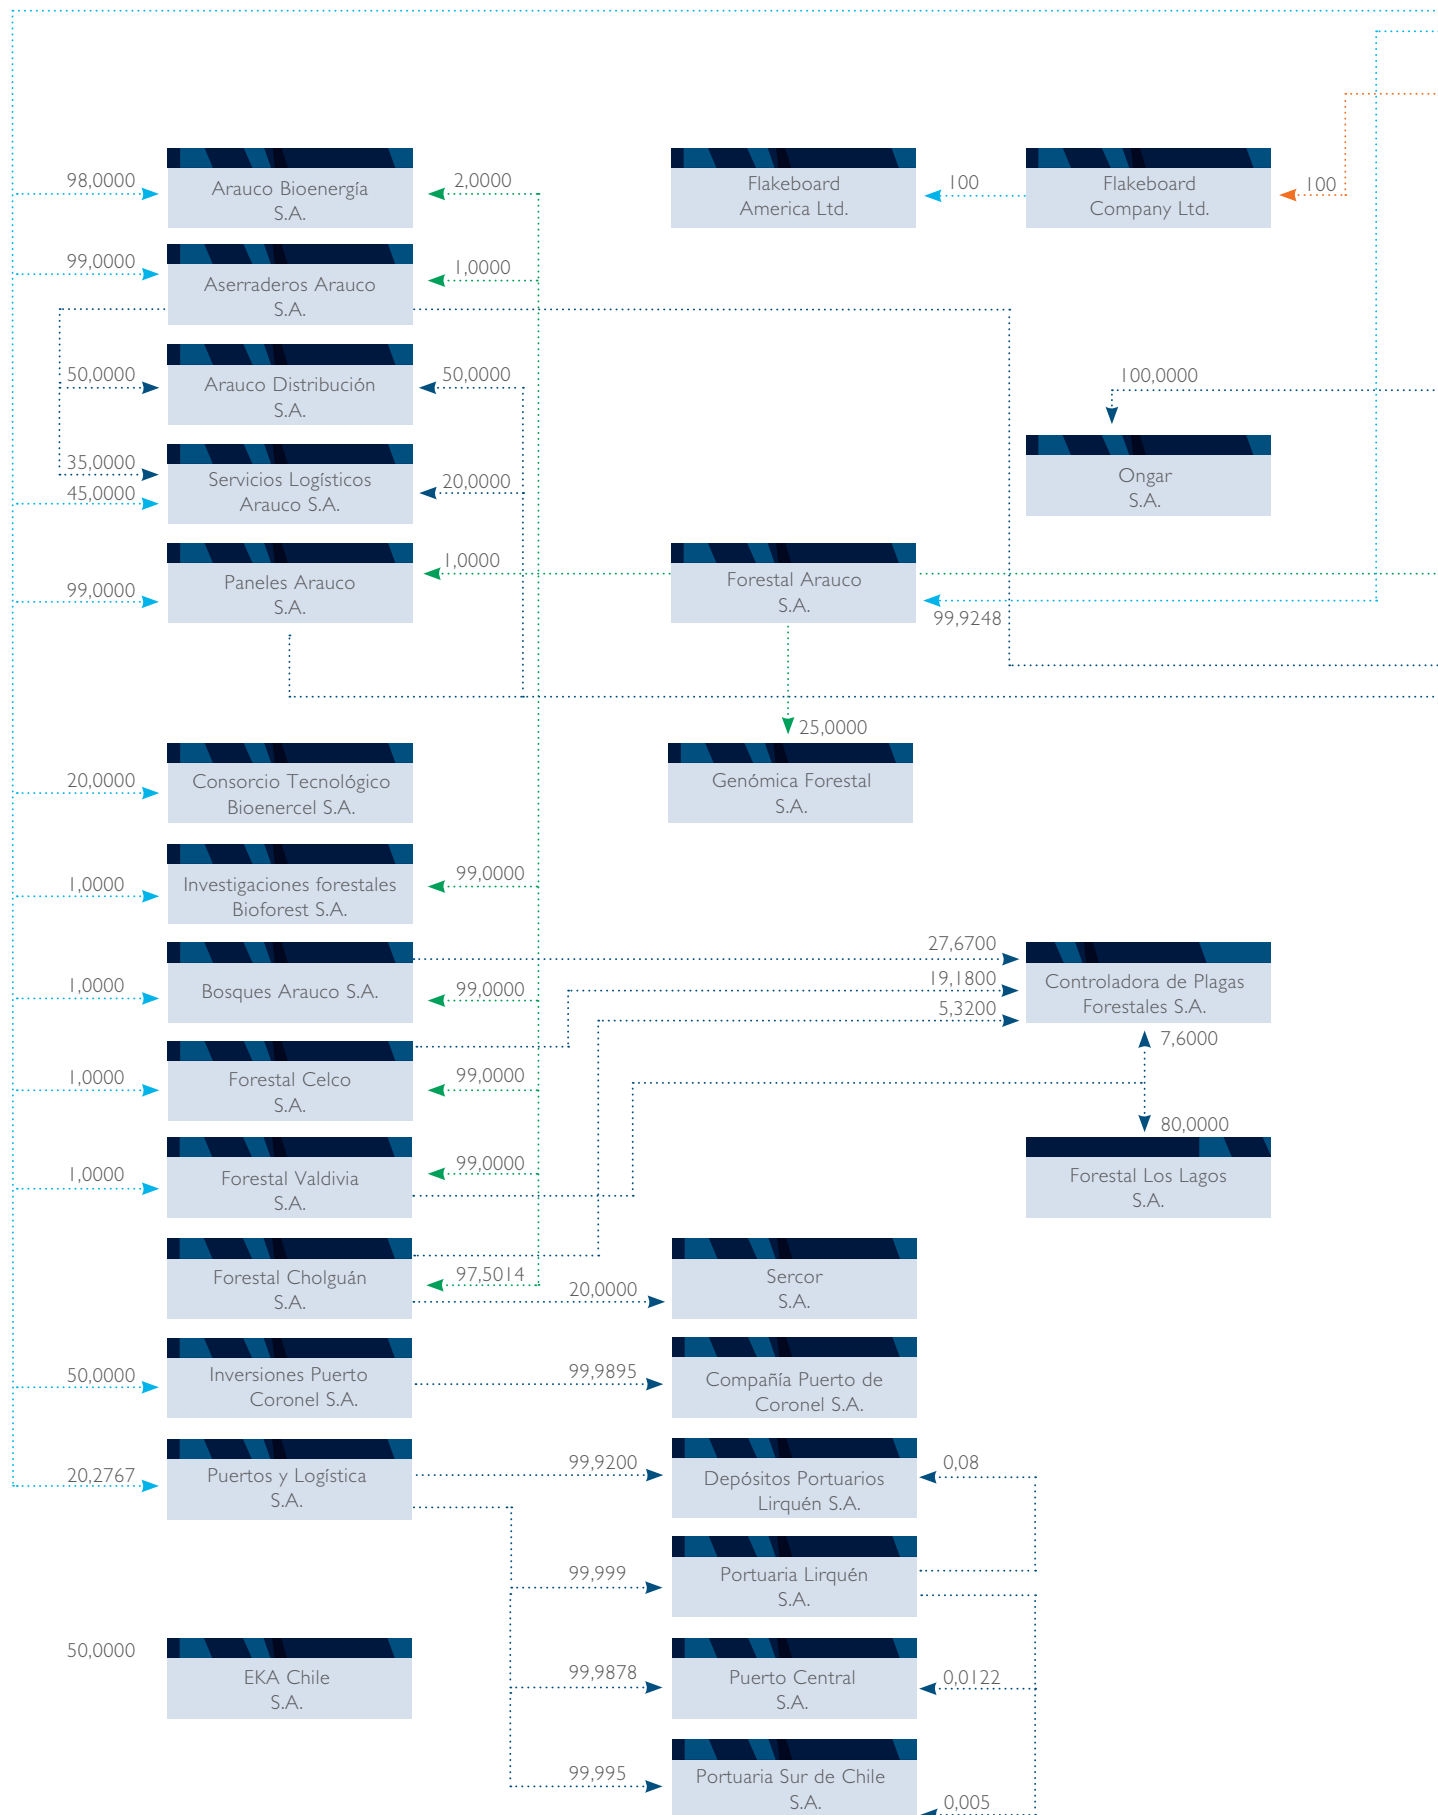 98,0000
Arauco Bioenergía
S.A.
2,0000
Flakeboard
America Ltd.
100
Flakeboard
Company Ltd.
100
99,0000
Aserraderos Arauco
S.A.
1,0000
50,0000
Arauco Distribución
S.A.
50,0000
100,0000
35,0000
45,0000
Servicios Logísticos
Arauco S.A.
20,0000
Ongar
S.A.
99,0000
Paneles Arauco
S.A.
1,0000
Forestal Arauco
S.A.
99,9248
25,0000
20,0000
Consorcio Tecnológico
Bioenercel S.A.
Genómica Forestal
S.A.
1,0000
Investigaciones forestales
Bioforest S.A.
99,0000
1,0000
Bosques Arauco S.A.
99,0000
27,6700
19,1800
5,3200
Controladora de Plagas
Forestales S.A.
7,6000
1,0000
Forestal Celco
S.A.
99,0000
80,0000
1,0000
Forestal Valdivia
S.A.
99,0000
Forestal Los Lagos
S.A.
Forestal Cholguán
S.A.
97,5014
20,0000
Sercor
S.A.
50,0000
Inversiones Puerto
Coronel S.A.
99,9895
Compañía Puerto de
Coronel S.A.
20,2767
Puertos y Logística
S.A.
99,9200
Depósitos Portuarios
Lirquén S.A.
0,08
99,999
Portuaria Lirquén
S.A.
50,0000
EKA Chile
S.A.
99,9878
Puerto Central
S.A.
0,0122
99,995
Portuaria Sur de Chile
S.A.
0,005